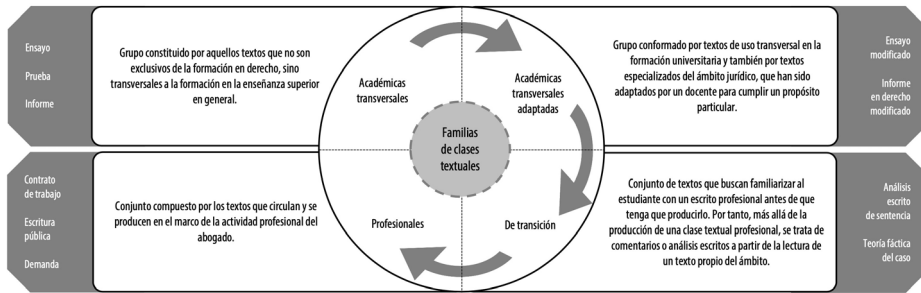 Ensayo
Prueba
Informe
Grupo constituido por aquellos textos que no son
exclusivos de la formación en derecho, sino
transversales a la formación en la enseñanza superior
en general.
Académicas
transversales
Académicas
transversales
adaptadas
Grupo conformado por textos de uso transversal en la
formación universitaria y también por textos
especializados del ámbito jurídico, que han sido
adaptados por un docente para cumplir un propósito
particular.
Ensayo
modificado
Informe
en derecho
modificado
Familias
de clases
textuales
Contrato
de trabajo
Escritura
pública
Demanda
Conjunto compuesto por los textos que circulan y se
producen en el marco de la actividad profesional del
abogado.
Profesionales
De transición
Conjunto de textos que buscan familiarizar al
estudiante con un escrito profesional antes de que
tenga que producirlo. Por tanto, más allá de la
producción de una clase textual profesional, se trata de
comentarios o análisis escritos a partir de la lectura de
un texto propio del ámbito.
Análisis
escrito
de sentencia
Teoría fáctica
del caso